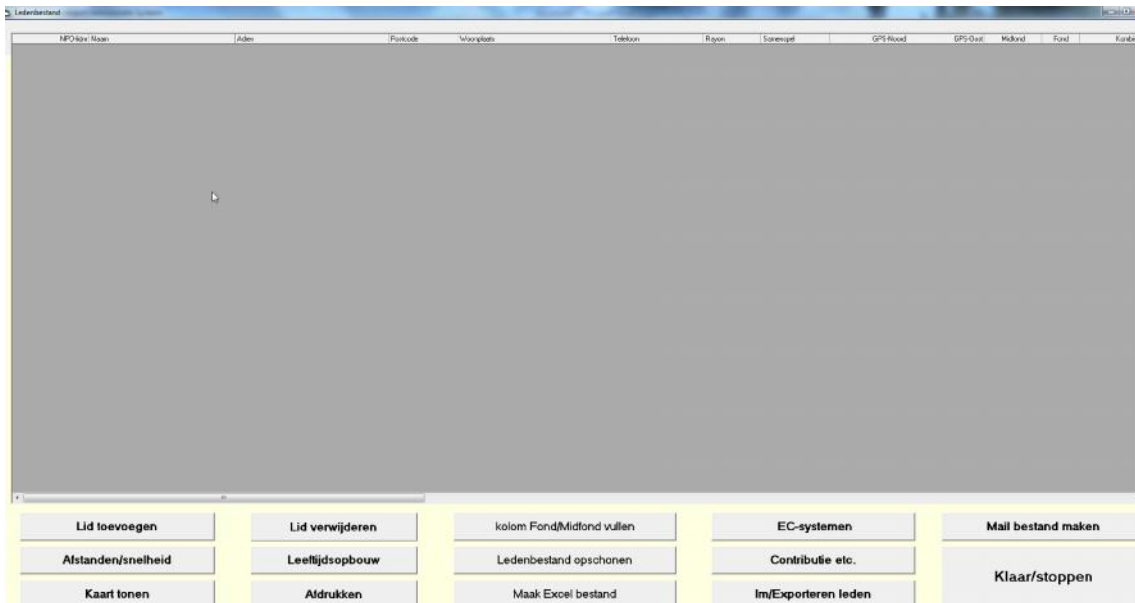 Ledenbestand
Naam Adres Postcode Woonplaats Telefoon Rayon Samenspel GPS-Noord GPS-Oost Midfond Fond
Lid toevoegen Lid verwijderen kolom Fond/Midfond vullen EC-systemen Mail bestand maken
Afstanden/snelheid Leeftijdsopbouw Ledenbestand opschonen Contributie etc.
Klaar/stoppen
Kaart tonen Afdrukken Maak Excel bestand Im/Exporteren leden